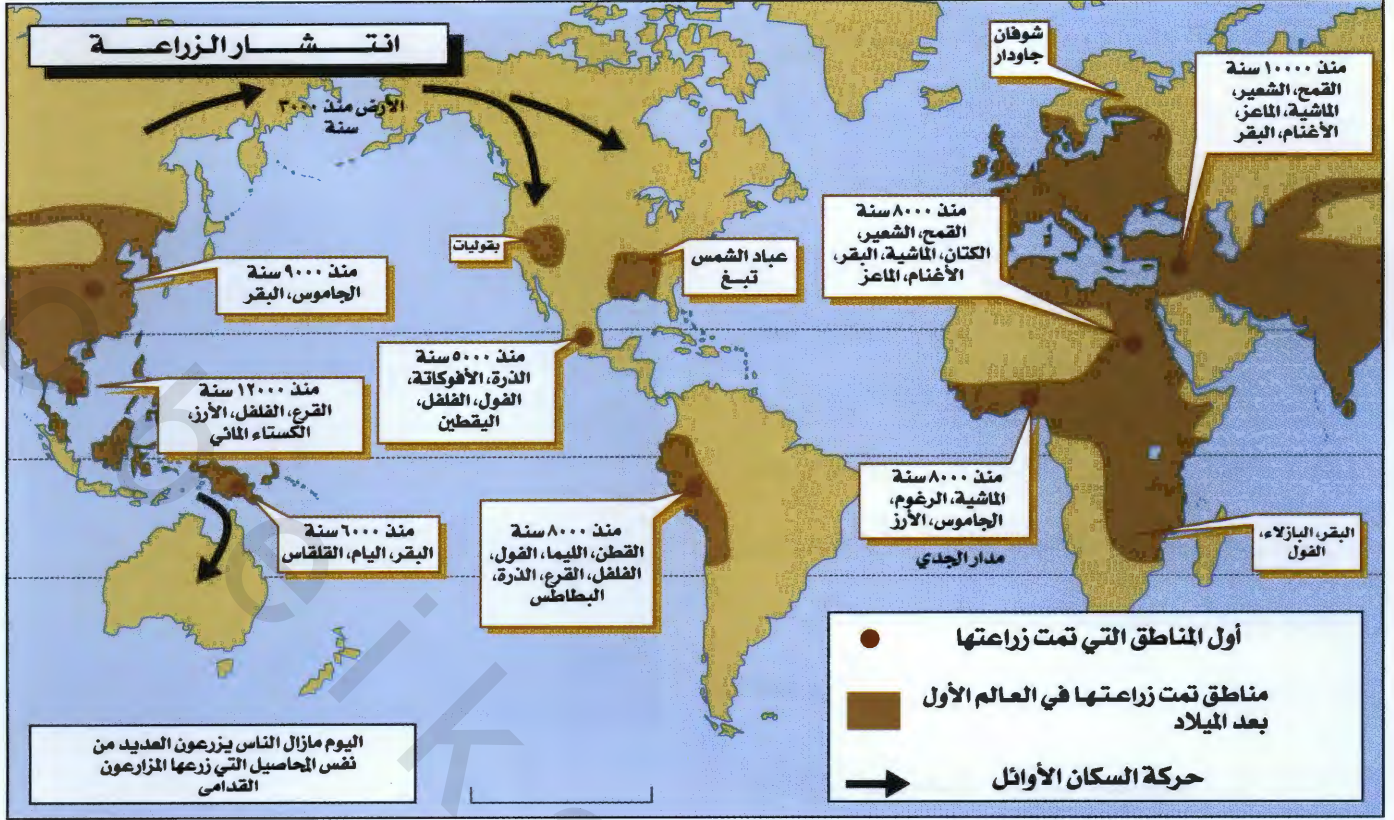 انتشار الزراعة
الأرض منذ ٣٠٠٠
سنة
شوفان
جاودار
منذ ١٠٠٠٠ سنة
القمح، الشعير،
الماشية، الماعز،
الأغنام، البقر
منذ ٨٠٠٠ سنة
القمح، الشعير،
الكتان، الماشية، البقر،
الأغنام، الماعز
بقوليات
عباد الشمس
تبغ
منذ ٩٠٠٠ سنة
الجاموس، البقر
منذ ٥٠٠٠ سنة
الذرة، الأفوكاتة،
الفول، الفلفل،
اليقطين
منذ ١٢٠٠٠ سنة
القرع، الفلفل، الأرز،
الكستاء المائي
منذ ٨٠٠٠ سنة
الماشية، الرغوم،
الجاموس، الأرز
مدار الجدي
منذ ٦٠٠٠ سنة
البقر، اليام، القلقاس
منذ ٨٠٠٠ سنة
القطن، الليما، الفول،
الفلفل، القرع، الذرة،
البطاطس
البقر، البازلاء،
الفول
أول المناطق التي تمت زراعتها
مناطق تمت زراعتها في العالم الأول
بعد الميلاد
حركة السكان الأوائل
اليوم مازال الناس يزرعون العديد من
نفس المحاصيل التي زرعها المزارعون
القدامى